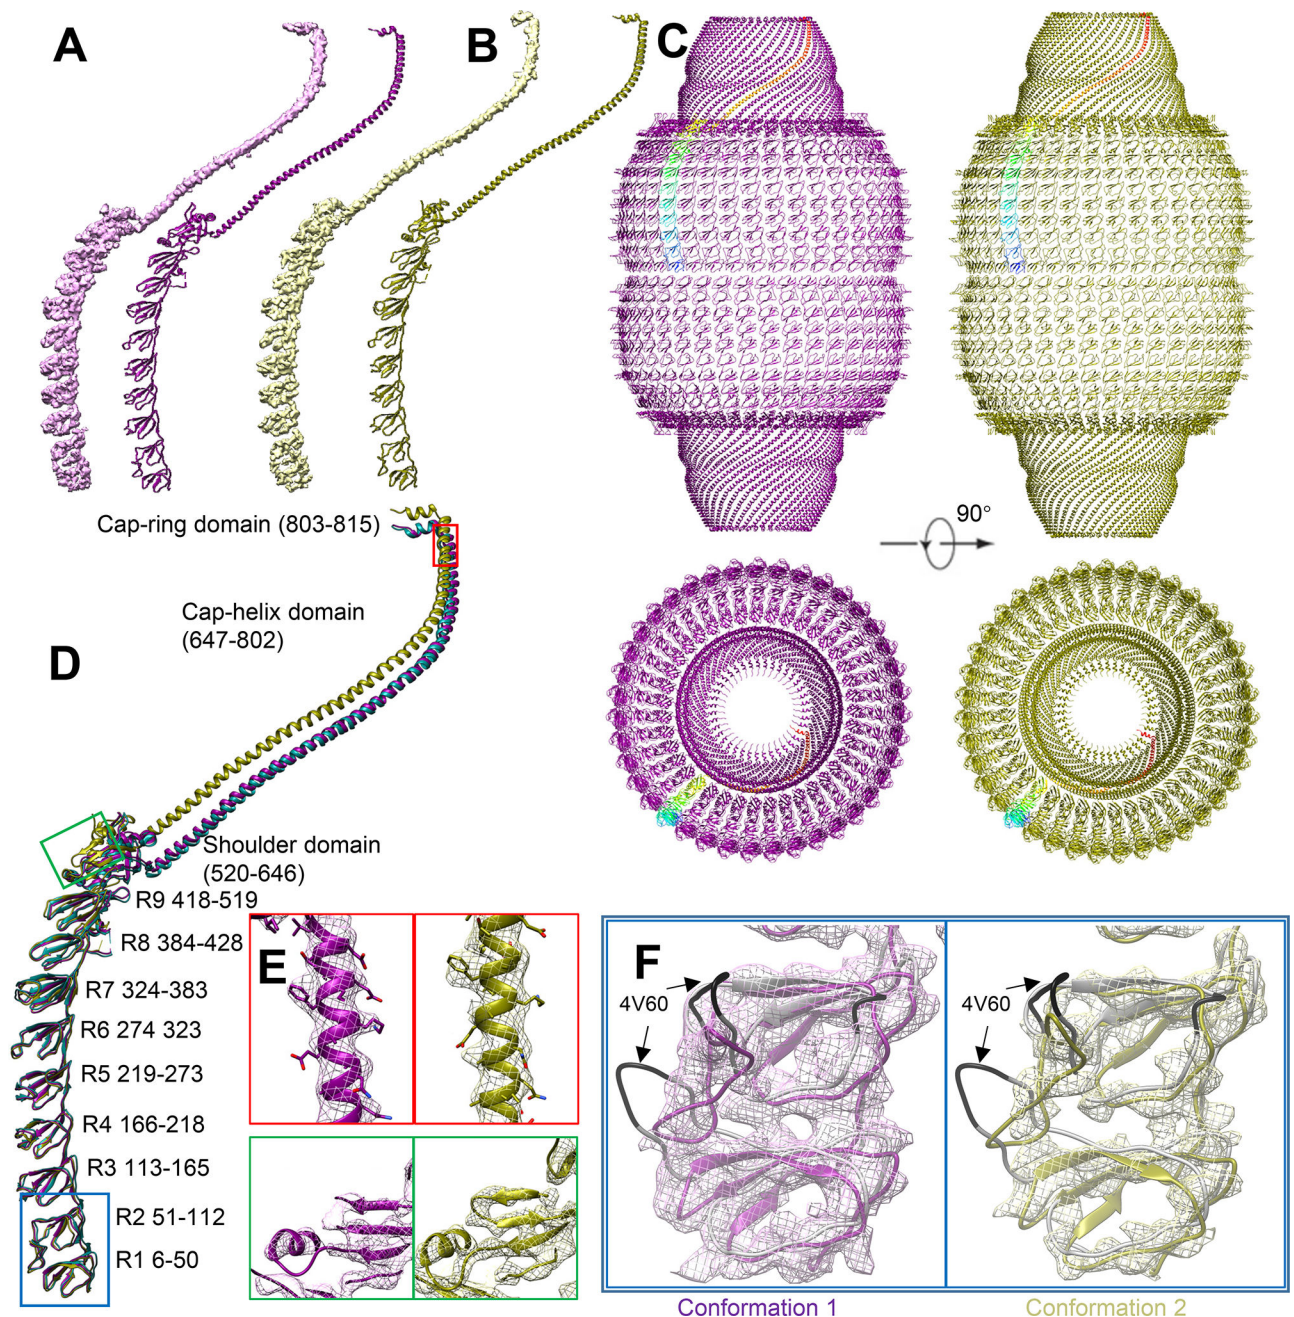 A
B
C
90°
Cap-ring domain (803-815)
Cap-helix domain
(647-802)
D
Shoulder domain
(520-646)
R9 418-519
R8 384-428
R7 324-383
R6 274 323
R5 219-273
R4 166-218
R3 113-165
R2 51-112
R1 6-50
E
F
4V60
4V60
Conformation 1
Conformation 2